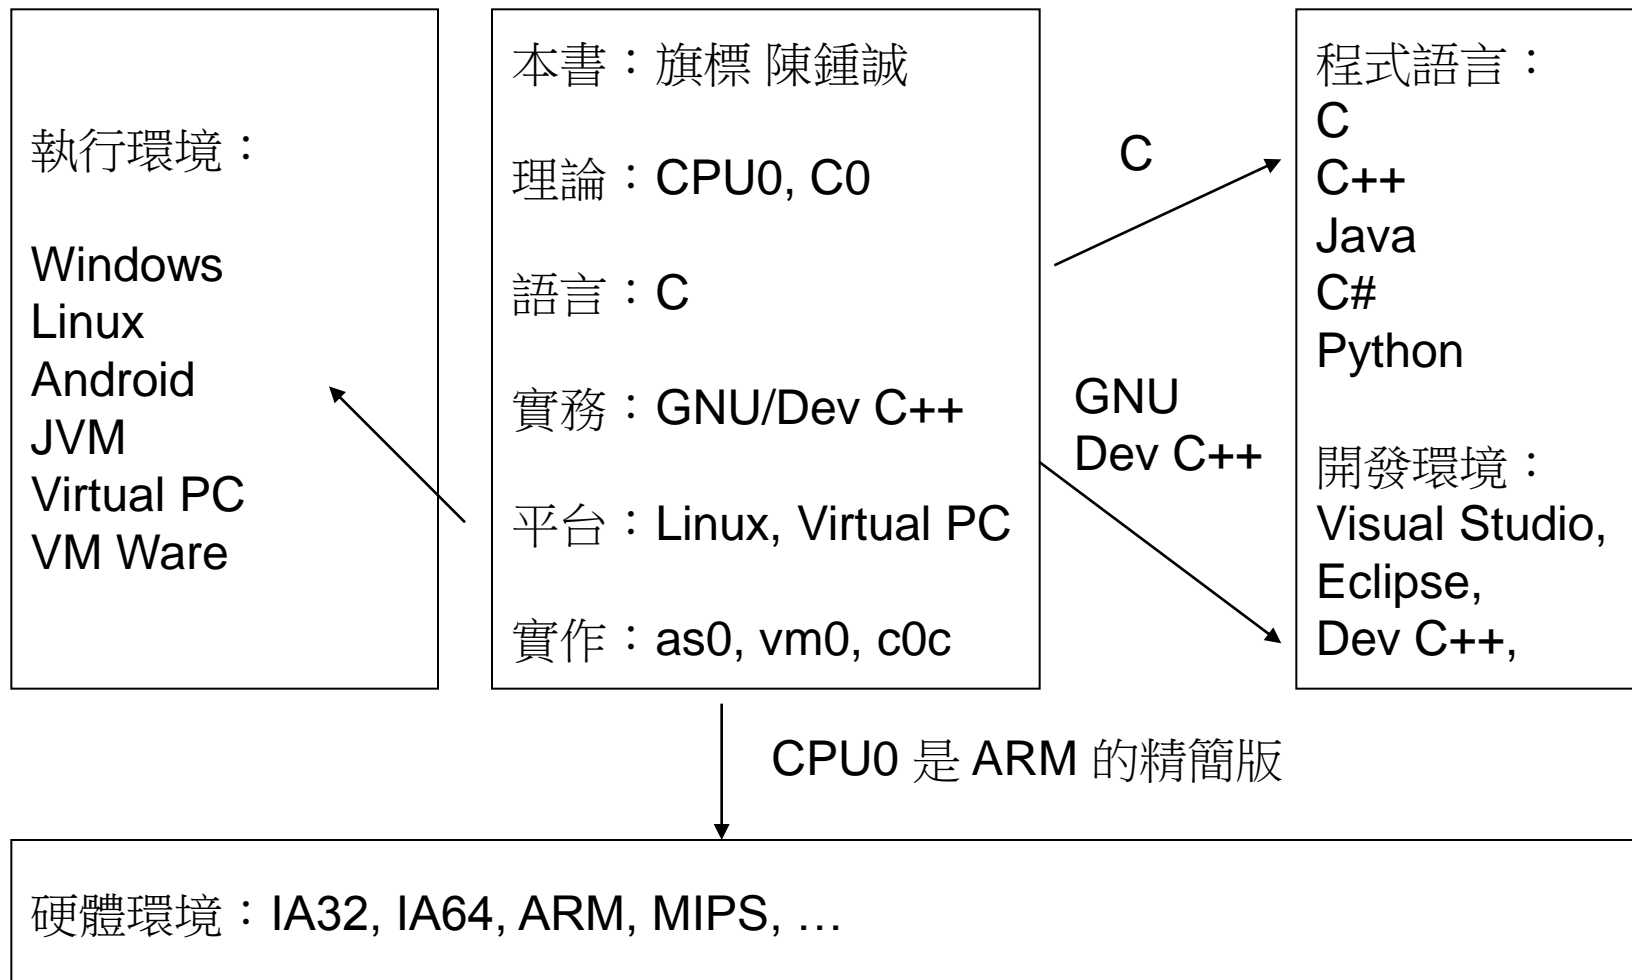 執行環境：
Windows
Linux
Android
JVM
Virtual PC
VM Ware
本書：旗標 陳鍾誠
理論：CPU0, C0
語言：C
實務：GNU/Dev C++
平台：Linux, Virtual PC
實作：as0, vm0, c0c
C
GNU
Dev C++
程式語言：
C
C++
Java
C#
Python
開發環境：
Visual Studio,
Eclipse,
Dev C++,
CPU0 是 ARM 的精簡版
硬體環境：IA32, IA64, ARM, MIPS, …